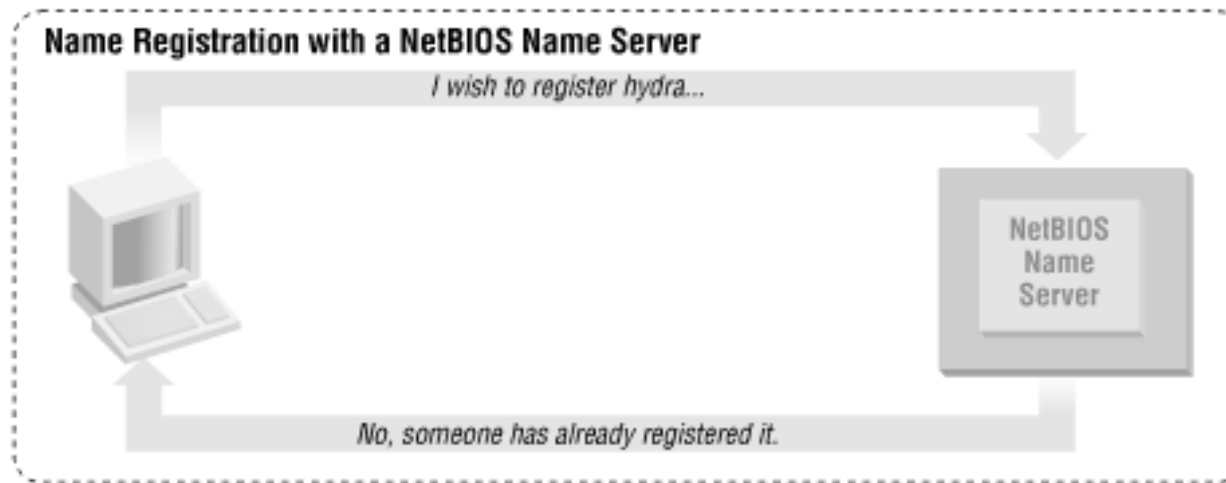 Name Registration with a NetBIOS Name Server
I wish to register hydra...
NetBIOS
Name
Server
No, someone has already registered it.